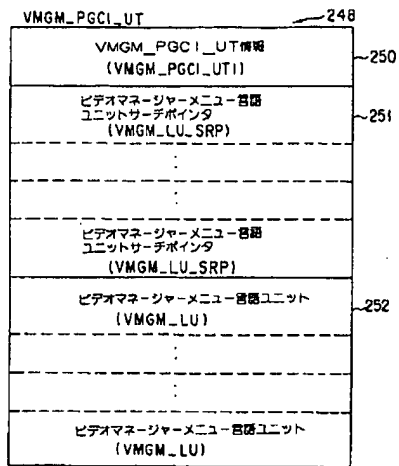 VMGM_PGCI_UT
248
VMGM_PGCI_UT情報
(VMGM_PGCI_UTI)
250
ビデオマネージャーメニュー言語
ユニットサーチポインタ
(VMGM_LU_SRP)
251
ビデオマネージャーメニュー言語
ユニットサーチポインタ
(VMGM_LU_SRP)
ビデオマネージャーメニュー言語ユニット
(VMGM_LU)
252
ビデオマネージャーメニュー言語ユニット
(VMGM_LU)